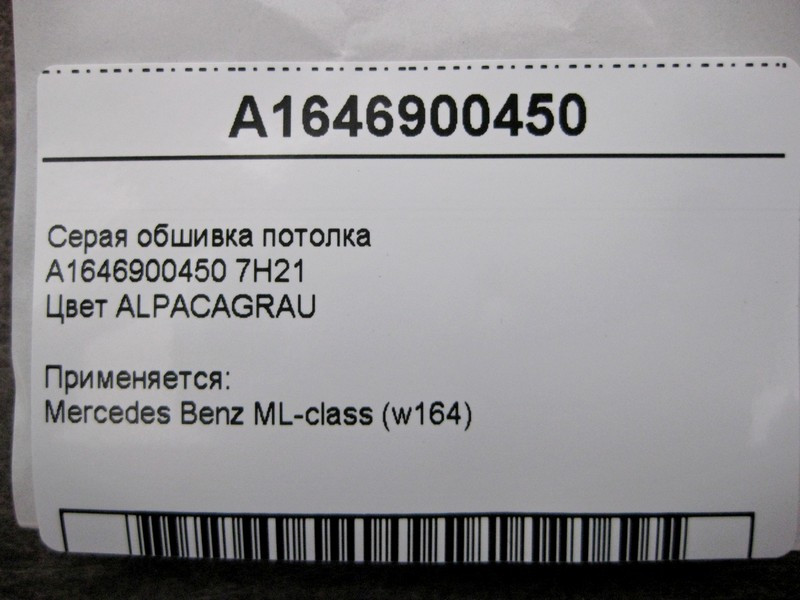 A1646900450
Серая обшивка потолка
A1646900450 7H21
Цвет ALPACAGRAU
Применяется:
Mercedes Benz ML-class (w164)